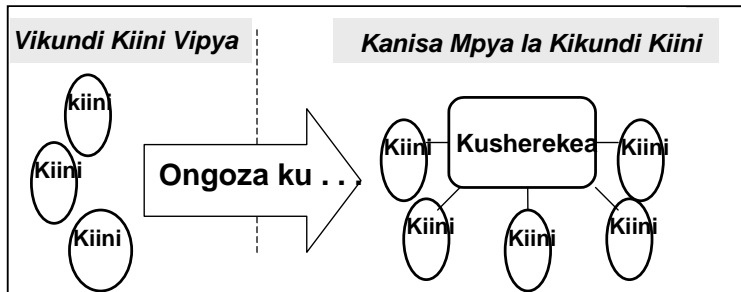 Vikundi Kiini Vipya
Kanisa Mpya la Kikundi Kiini
kiini
Kiini
Kiini
Ongoza ku . . .
Kusherekea
Kiini
Kiini
Kiini
Kiini
Kiini